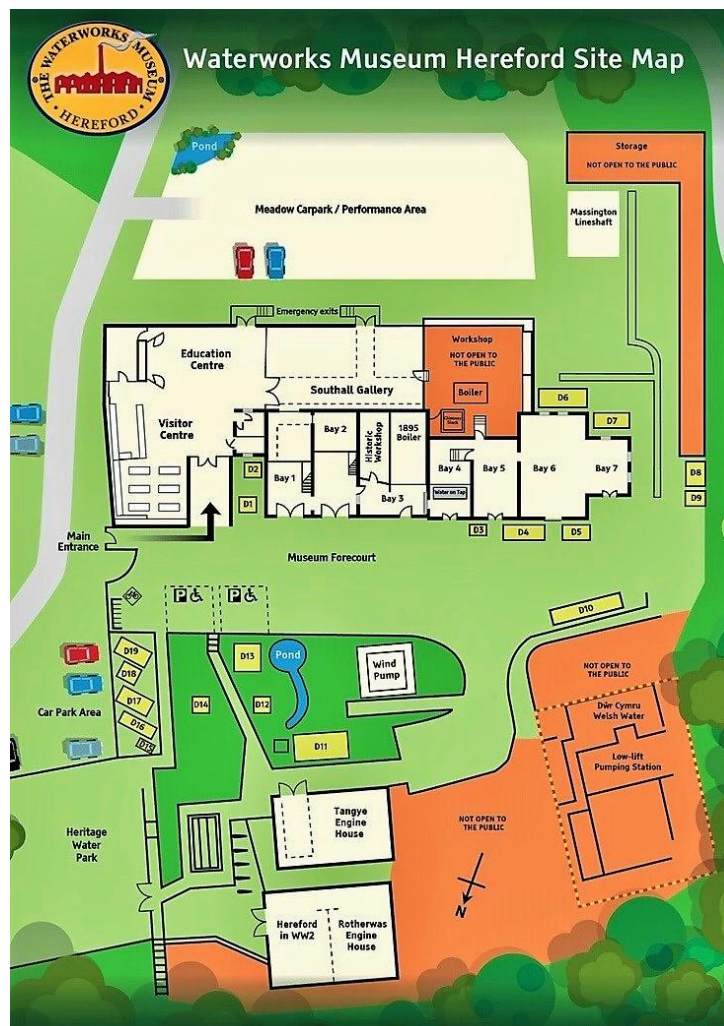 THE WATERWORKS MUSEUM
• HEREFORD •
Waterworks Museum Hereford Site Map
Pond
Meadow Carpark / Performance Area
Storage
NOT OPEN TO THE PUBLIC
Massington
Lineshaft
Emergency exits
Education
Centre
Southall Gallery
Workshop
NOT OPEN TO
THE PUBLIC
Boiler
Chimney
Stack
Visitor
Centre
Bay 1
Bay 2
Historic
Workshop
1895
Boiler
Bay 3
Bay 4
Water on Tap
Bay 5
Bay 6
Bay 7
D6
D7
D8
D9
D2
D1
D3
D4
D5
Main
Entrance
Museum Forecourt
P
P
D10
D19
D18
D17
D16
D15
Car Park Area
D14
D13
D12
Pond
D11
Wind
Pump
NOT OPEN TO
THE PUBLIC
Dŵr Cymru
Welsh Water
Low-lift
Pumping Station
Heritage
Water
Park
Tangye
Engine
House
NOT OPEN TO
THE PUBLIC
N
Hereford
in WW2
Rotherwas
Engine
House